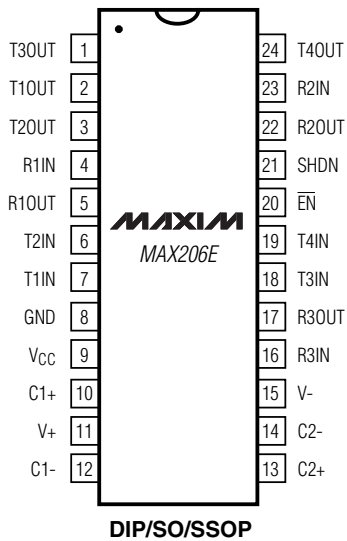 T3OUT 1 24 T4OUT
T1OUT 2 23 R2IN
T2OUT 3 22 R2OUT
R1IN 4 21 SHDN
R1OUT 5 20 E̅N̅
MAXIM
T2IN 6 19 T4IN
MAX206E
T1IN 7 18 T3IN
GND 8 17 R3OUT
VCC 9 16 R3IN
C1+ 10 15 V-
V+ 11 14 C2-
C1- 12 13 C2+
DIP/SO/SSOP